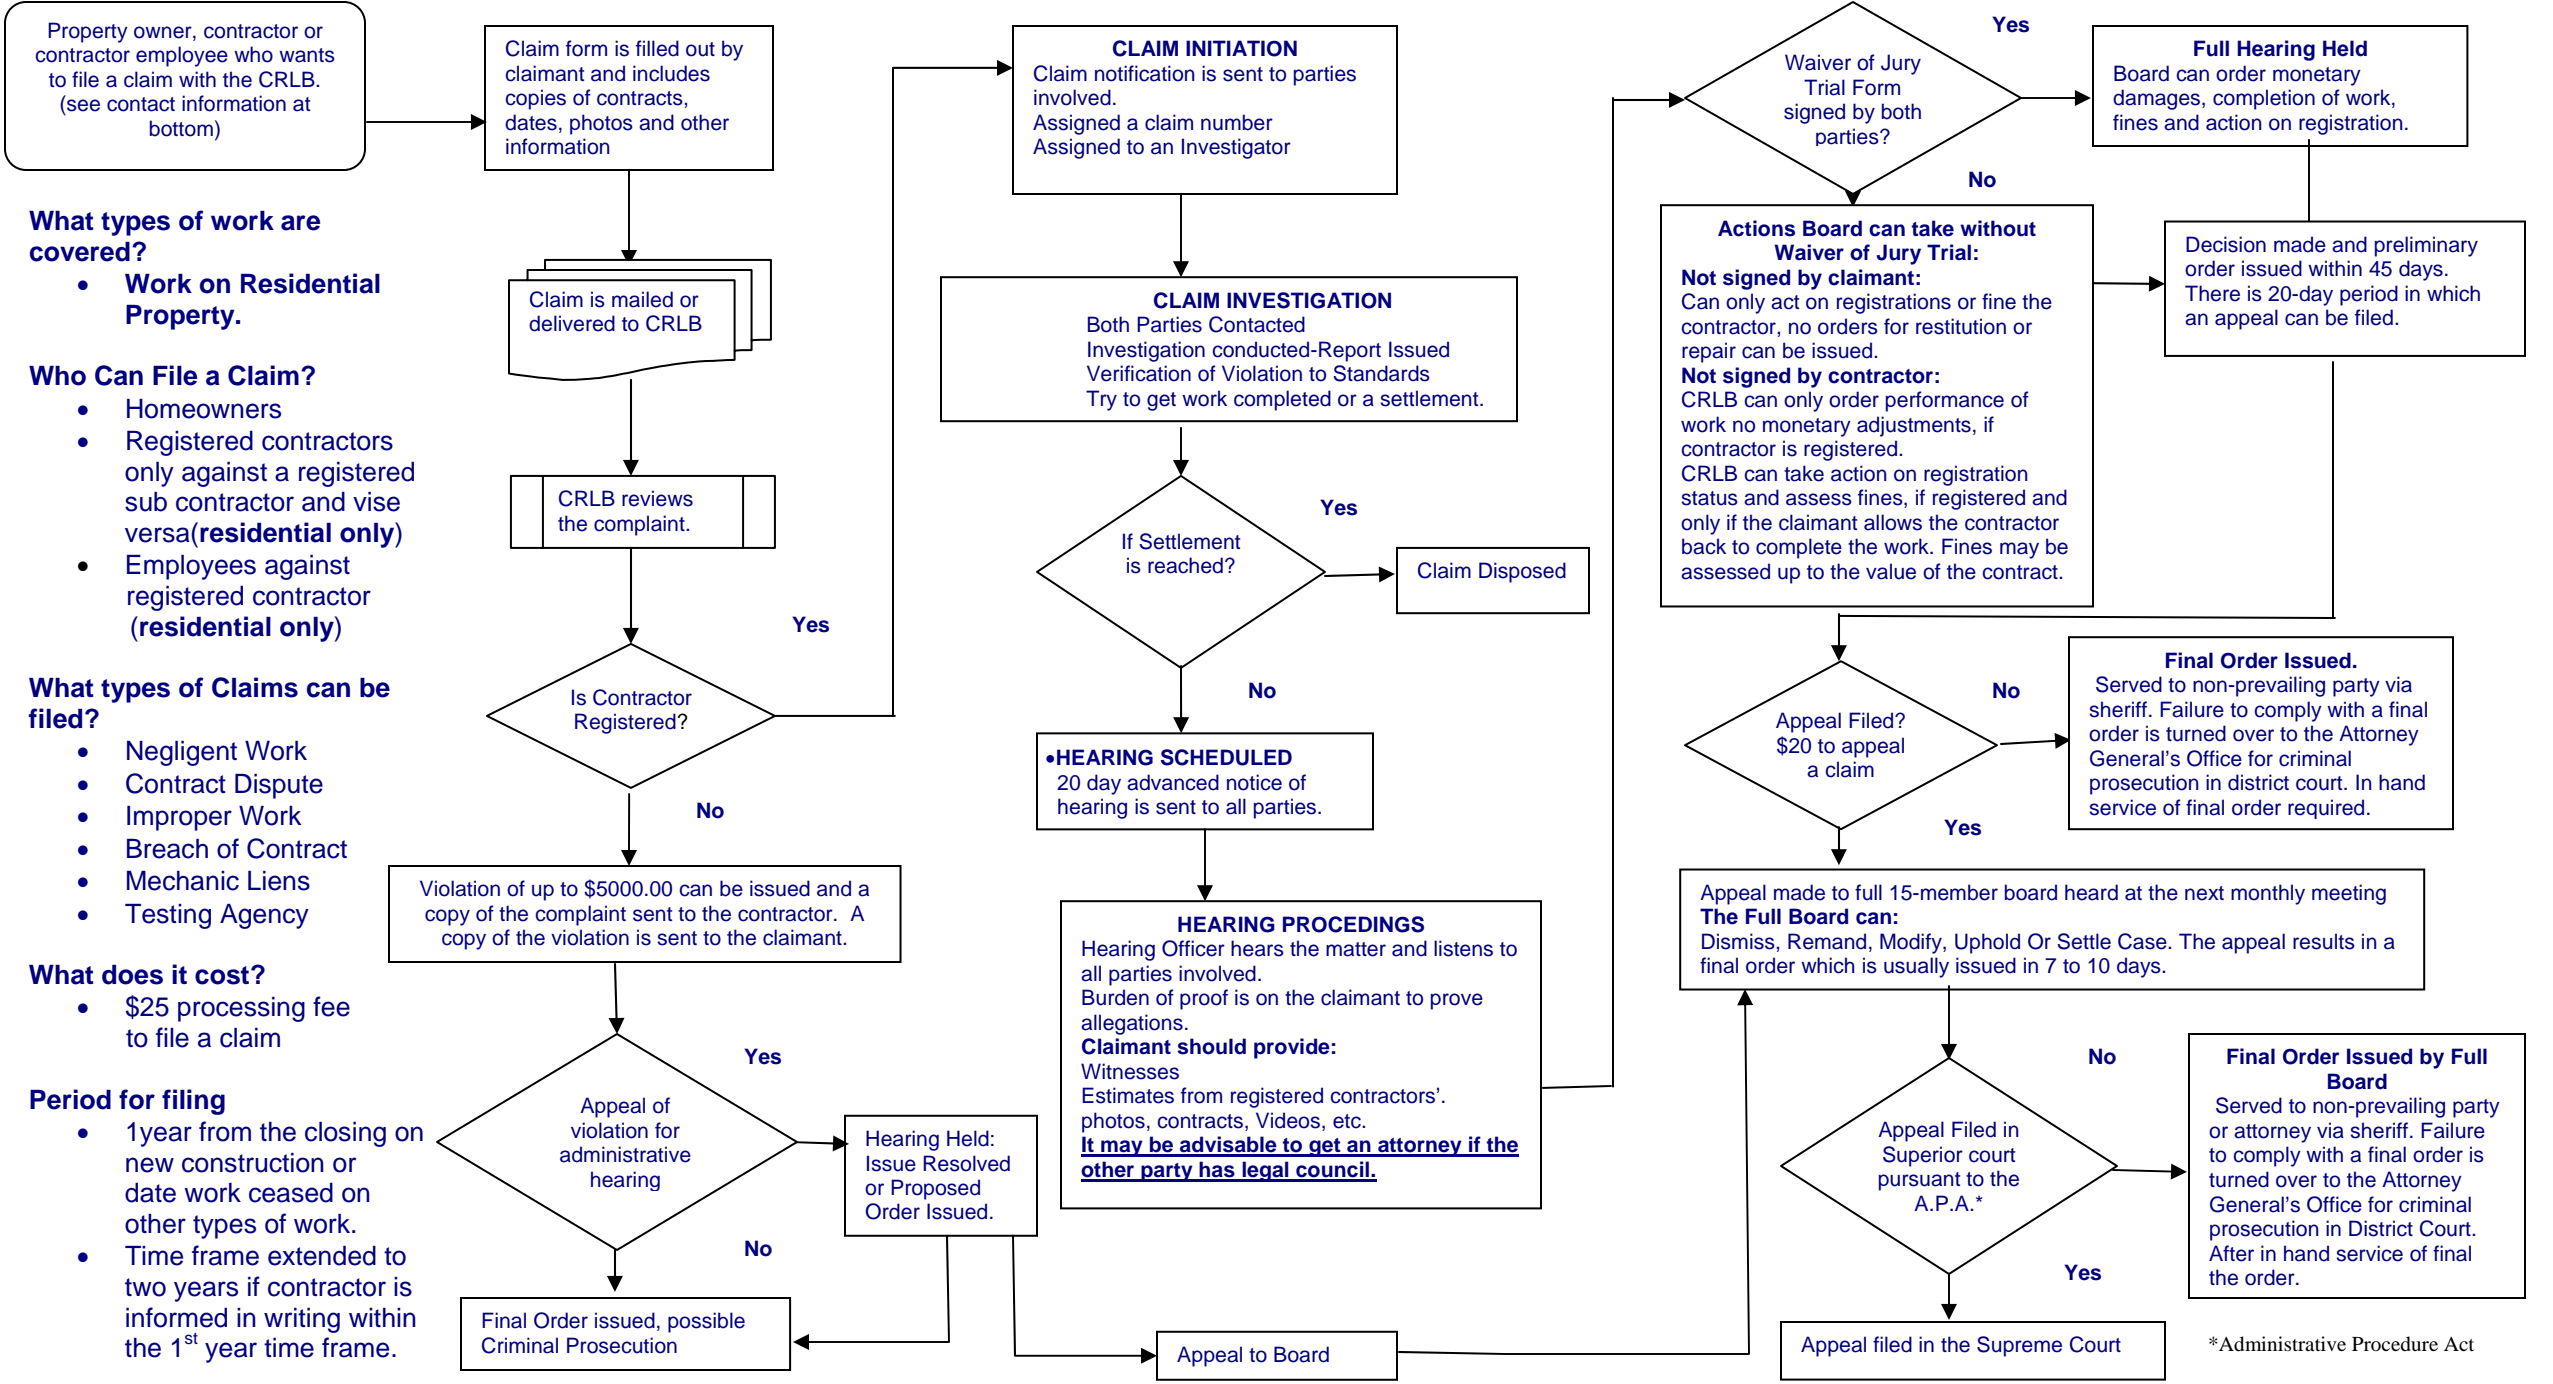 Property owner, contractor or
contractor employee who wants
to file a claim with the CRLB.
(see contact information at
bottom)
What types of work are
covered?
• Work on Residential
Property.
Who Can File a Claim?
• Homeowners
• Registered contractors
only against a registered
sub contractor and vise
versa(residential only)
• Employees against
registered contractor
(residential only)
What types of Claims can be
filed?
• Negligent Work
• Contract Dispute
• Improper Work
• Breach of Contract
• Mechanic Liens
• Testing Agency
What does it cost?
• $25 processing fee
to file a claim
Period for filing
• 1year from the closing on
new construction or
date work ceased on
other types of work.
• Time frame extended to
two years if contractor is
informed in writing within
the 1st year time frame.
Claim form is filled out by
claimant and includes
copies of contracts,
dates, photos and other
information
Claim is mailed or
delivered to CRLB
CRLB reviews
the complaint.
Is Contractor
Registered?
Yes
No
Violation of up to $5000.00 can be issued and a
copy of the complaint sent to the contractor. A
copy of the violation is sent to the claimant.
Appeal of
violation for
administrative
hearing
Yes
No
Hearing Held:
Issue Resolved
or Proposed
Order Issued.
Final Order issued, possible
Criminal Prosecution
Appeal to Board
CLAIM INITIATION
Claim notification is sent to parties
involved.
Assigned a claim number
Assigned to an Investigator
CLAIM INVESTIGATION
Both Parties Contacted
Investigation conducted-Report Issued
Verification of Violation to Standards
Try to get work completed or a settlement.
If Settlement
is reached?
Yes
Claim Disposed
No
•HEARING SCHEDULED
20 day advanced notice of
hearing is sent to all parties.
HEARING PROCEDINGS
Hearing Officer hears the matter and listens to
all parties involved.
Burden of proof is on the claimant to prove
allegations.
Claimant should provide:
Witnesses
Estimates from registered contractors’.
photos, contracts, Videos, etc.
It may be advisable to get an attorney if the
other party has legal council.
Waiver of Jury
Trial Form
signed by both
parties?
Yes
No
Full Hearing Held
Board can order monetary
damages, completion of work,
fines and action on registration.
Actions Board can take without
Waiver of Jury Trial:
Not signed by claimant:
Can only act on registrations or fine the
contractor, no orders for restitution or
repair can be issued.
Not signed by contractor:
CRLB can only order performance of
work no monetary adjustments, if
contractor is registered.
CRLB can take action on registration
status and assess fines, if registered and
only if the claimant allows the contractor
back to complete the work. Fines may be
assessed up to the value of the contract.
Decision made and preliminary
order issued within 45 days.
There is 20-day period in which
an appeal can be filed.
Appeal Filed?
$20 to appeal
a claim
No
Yes
Final Order Issued.
Served to non-prevailing party via
sheriff. Failure to comply with a final
order is turned over to the Attorney
General’s Office for criminal
prosecution in district court. In hand
service of final order required.
Appeal made to full 15-member board heard at the next monthly meeting
The Full Board can:
Dismiss, Remand, Modify, Uphold Or Settle Case. The appeal results in a
final order which is usually issued in 7 to 10 days.
Appeal Filed in
Superior court
pursuant to the
A.P.A.*
No
Yes
Final Order Issued by Full
Board
Served to non-prevailing party
or attorney via sheriff. Failure
to comply with a final order is
turned over to the Attorney
General’s Office for criminal
prosecution in District Court.
After in hand service of final
the order.
Appeal filed in the Supreme Court
*Administrative Procedure Act